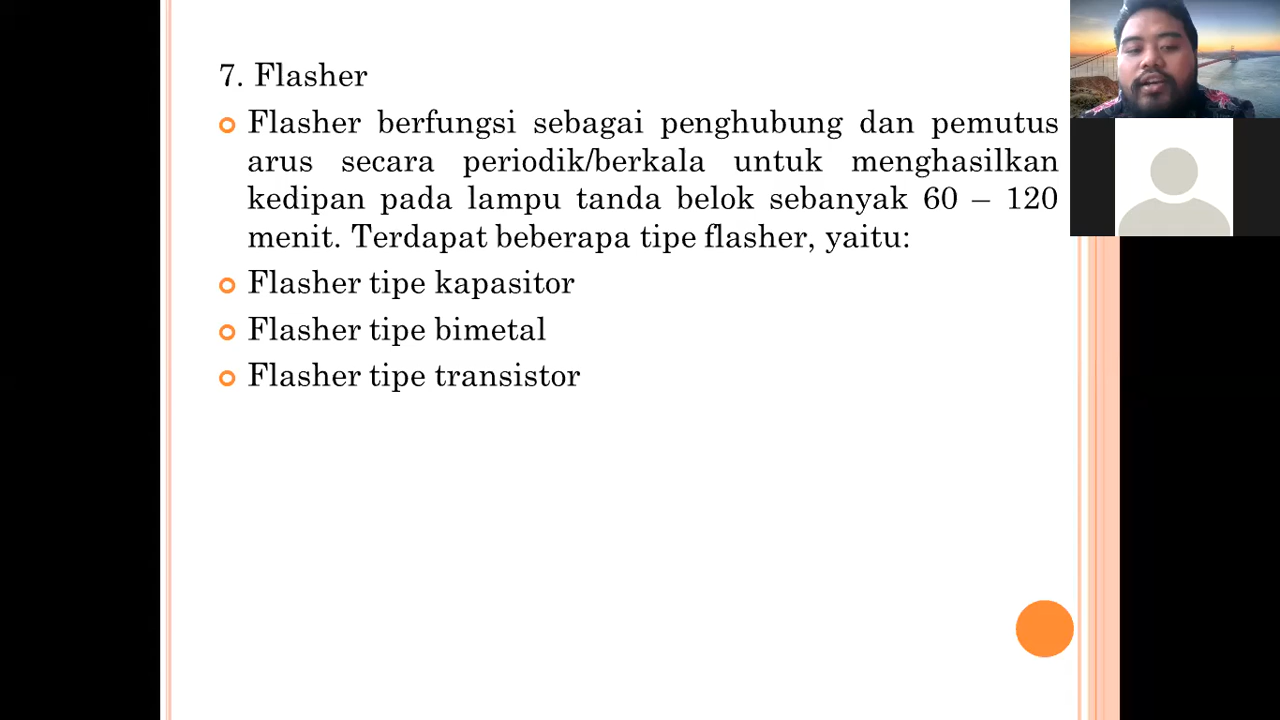 7. Flasher
Flasher berfungsi sebagai penghubung dan pemutus
arus secara periodik/berkala untuk menghasilkan
kedipan pada lampu tanda belok sebanyak 60 – 120
menit. Terdapat beberapa tipe flasher, yaitu:
Flasher tipe kapasitor
Flasher tipe bimetal
Flasher tipe transistor